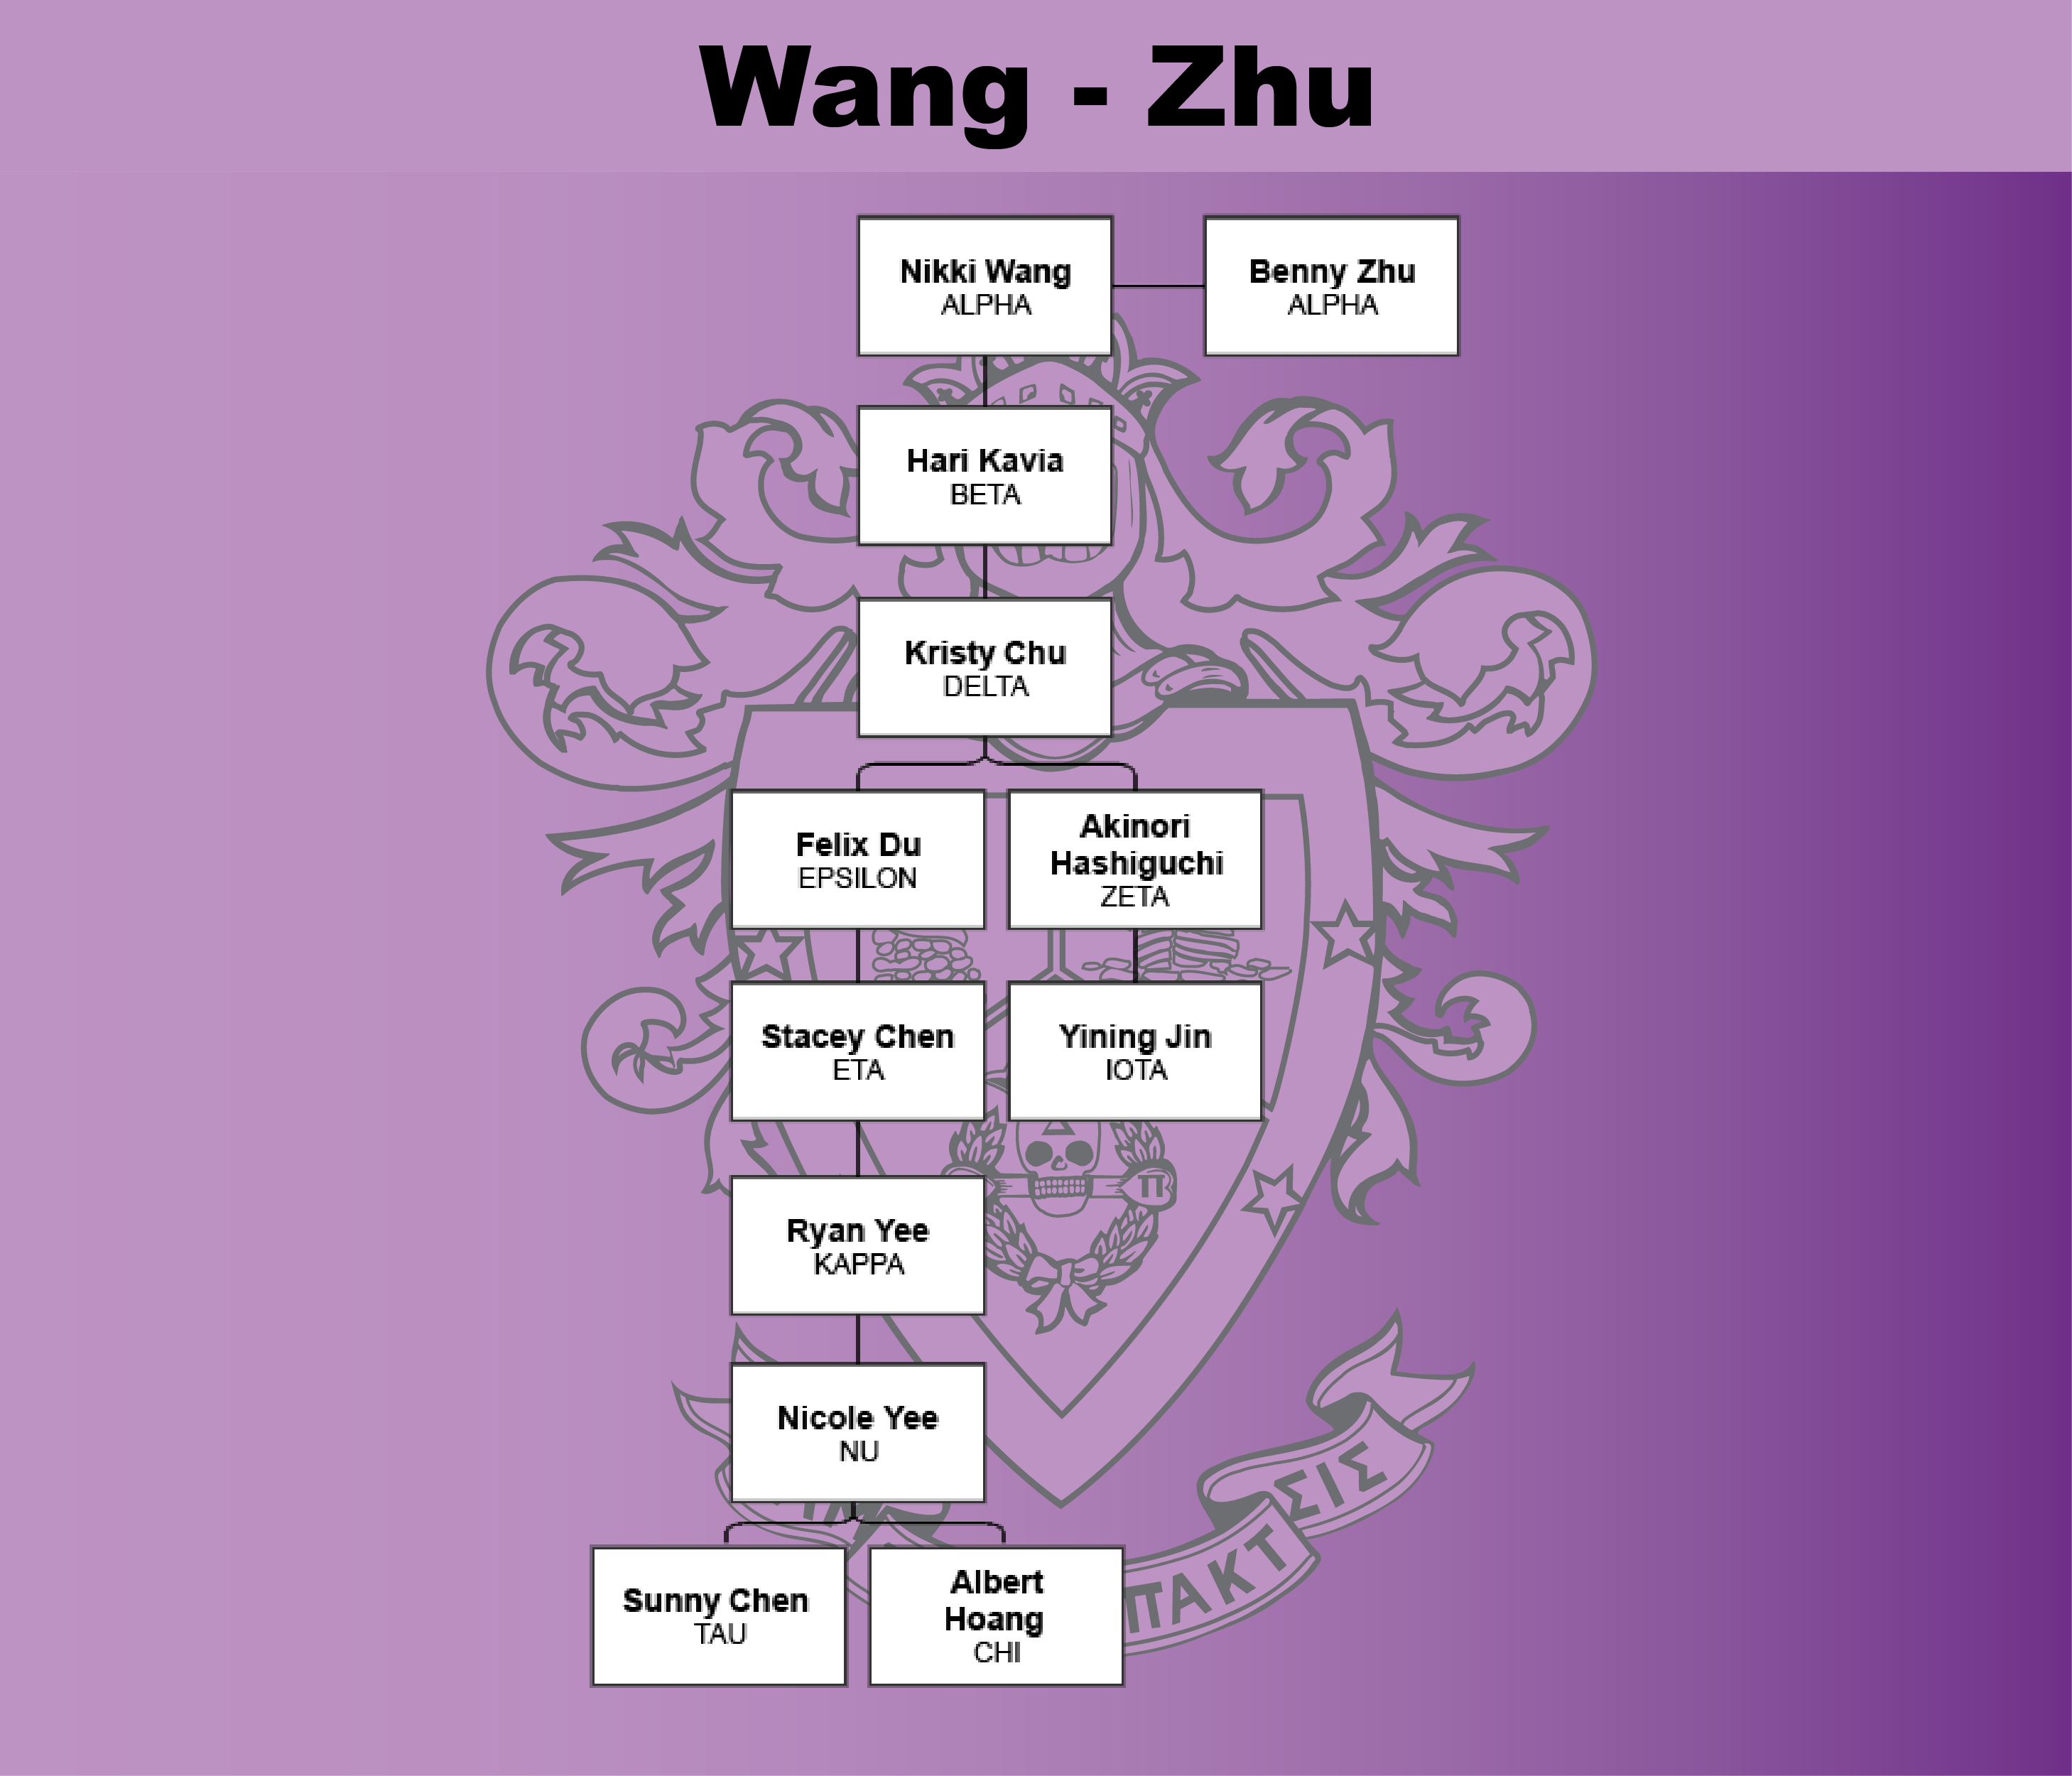 Wang - Zhu
Nikki Wang
ALPHA
Benny Zhu
ALPHA
Hari Kavia
BETA
Kristy Chu
DELTA
Felix Du
EPSILON
Akinori
Hashiguchi
ZETA
Stacey Chen
ETA
Yining Jin
IOTA
Ryan Yee
KAPPA
π
Nicole Yee
NU
ΣΙΣ
ΠΑΚΤ
Sunny Chen
TAU
Albert
Hoang
CHI